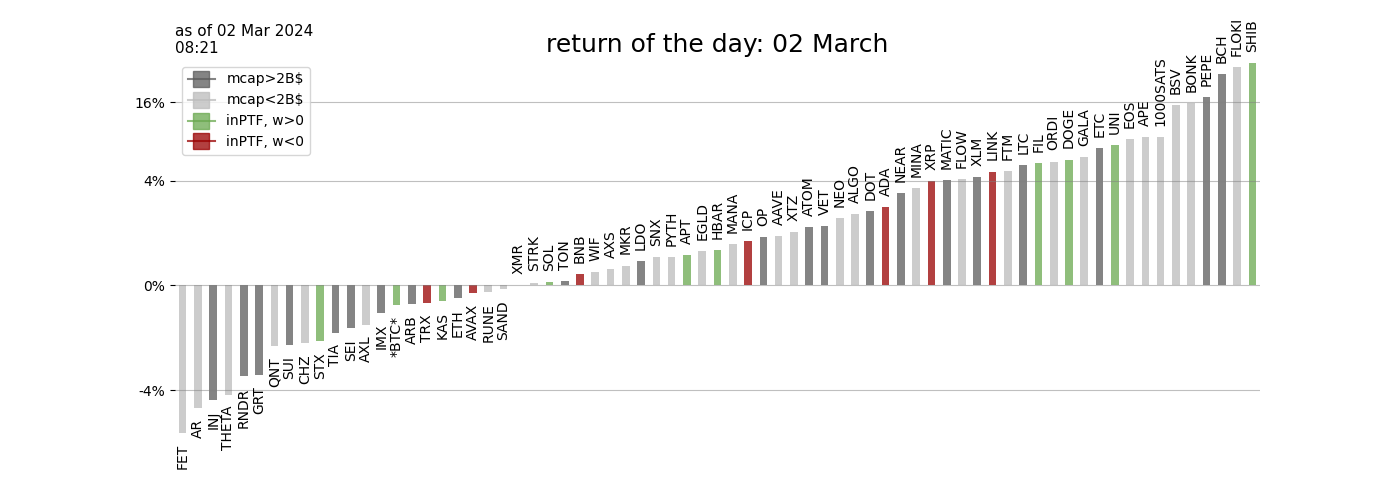 as of 02 Mar 2024
08:21
return of the day: 02 March
mcap>2B$
mcap<2B$
inPTF, w>0
inPTF, w<0
16%
4%
0%
-4%
FET
AR
INJ
THETA
RNDR
GRT
QNT
SUI
CHZ
STX
TIA
SEI
AXL
IMX
*BTC*
ARB
TRX
KAS
ETH
AVAX
RUNE
SAND
XMR
STRK
SOL
TON
BNB
WIF
AXS
MKR
LDO
SNX
PYTH
APT
EGLD
HBAR
MANA
ICP
OP
AAVE
XTZ
ATOM
VET
NEO
ALGO
DOT
ADA
NEAR
MINA
XRP
MATIC
FLOW
XLM
LINK
FTM
LTC
FIL
ORDI
DOGE
GALA
ETC
UNI
EOS
APE
1000SATS
BSV
BONK
PEPE
BCH
FLOKI
SHIB